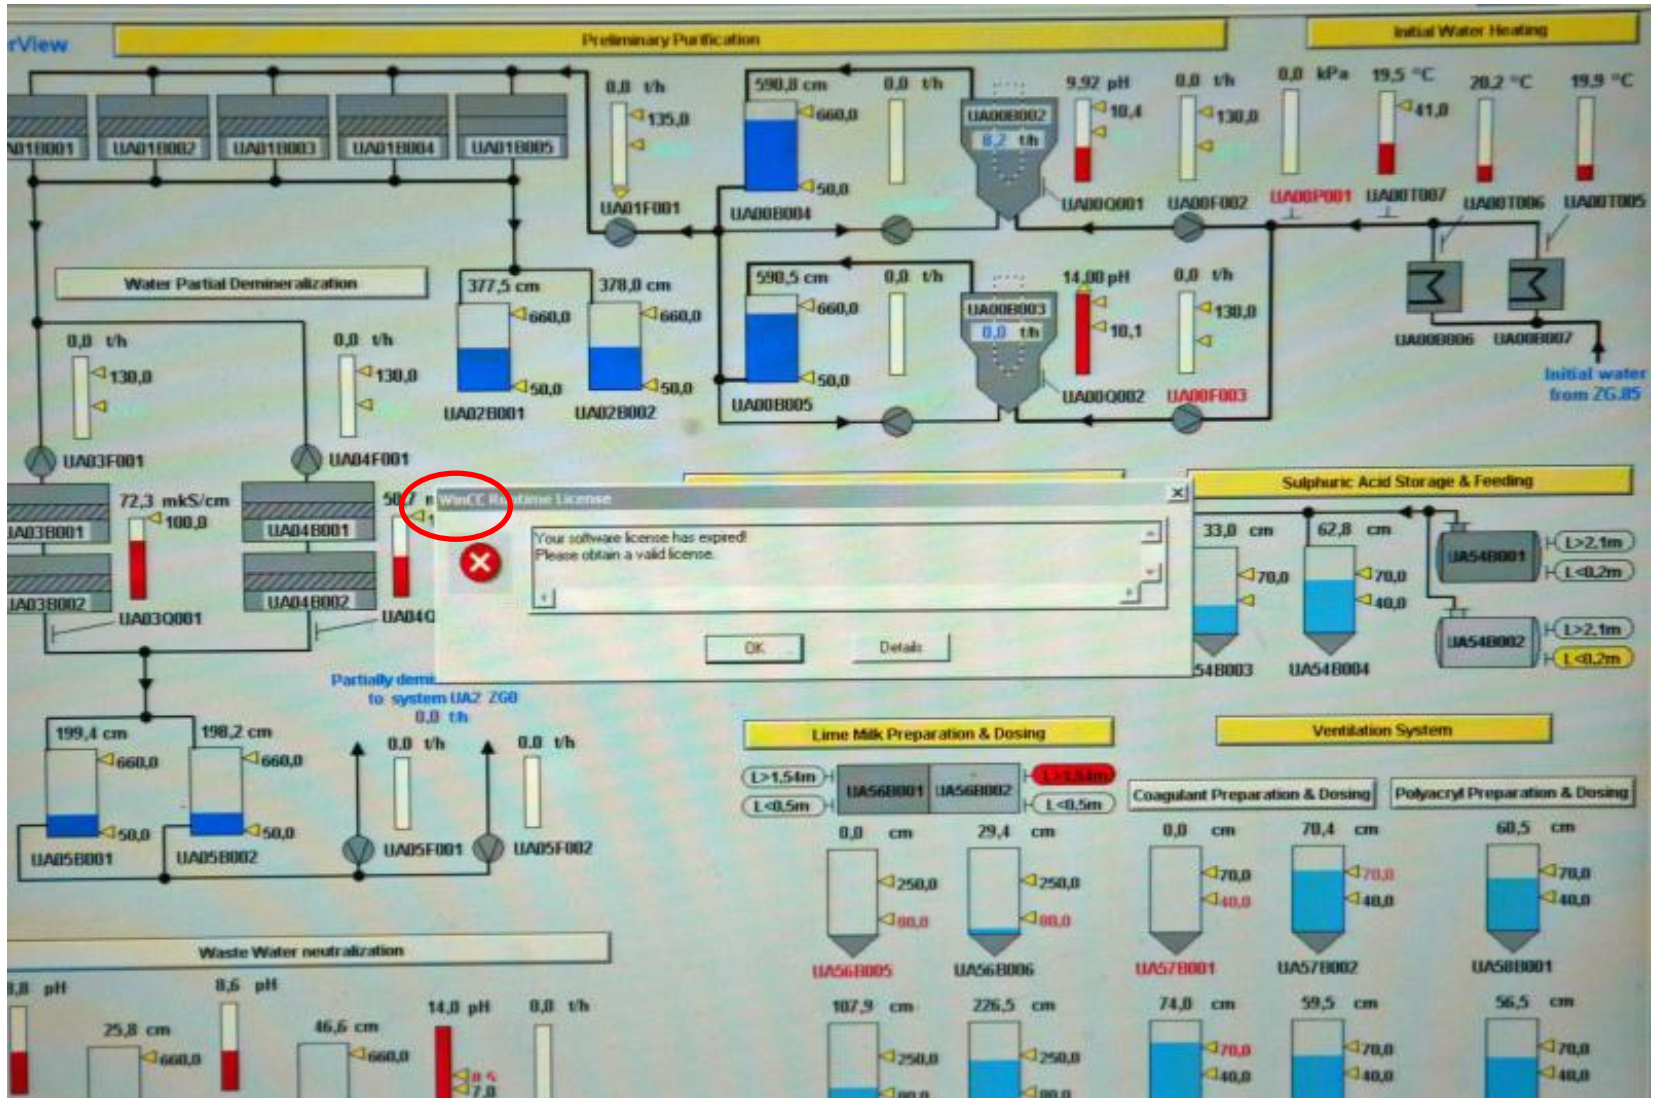 rView
Preliminary Purification
Initial Water Heating
0,0 t/h
590,8 cm
0,0 t/h
9.92 pH
0,0 t/h
0,0 kPa
19,5 °C
20,2 °C
19,9 °C
135,0
660,0
UA00B002
8,2 t/h
10,4
130,0
41,0
UA01B001
UA01B002
UA01B003
UA01B004
UA01B005
50,0
UA01F001
UA00B004
UA00Q001
UA00F002
UA00P001
UA00T007
UA00T006
UA00T005
Water Partial Demineralization
377,5 cm
378,0 cm
590,5 cm
0,0 t/h
14,00 pH
0,0 t/h
660,0
660,0
660,0
UA00B003
0,0 t/h
10,1
130,0
0,0 t/h
0,0 t/h
130,0
130,0
50,0
50,0
50,0
UA02B001
UA02B002
UA00B005
UA00Q002
UA00F003
UA00B006
UA00B007
Initial water
from ZG.85
UA03F001
UA04F001
72,3 mkS/cm
100,0
UA03B001
UA04B001
UA03B002
UA04B002
UA03Q001
UA04Q
WinCC Runtime License
Your software license has expired!
Please obtain a valid license.
OK
Details
Sulphuric Acid Storage & Feeding
33,0 cm
62,8 cm
70,0
70,0
40,0
UA54B001
L>2,1m
L<0,2m
UA54B002
L>2,1m
L<0,2m
54B003
UA54B004
Partially demi
to system UA2 ZG0
0,0 t/h
199,4 cm
198,2 cm
0.0 t/h
0.0 t/h
660,0
660,0
50,0
50,0
UA05B001
UA05B002
UA05F001
UA05F002
Lime Milk Preparation & Dosing
Ventilation System
L>1,54m
L<0,5m
UA56B001
UA56B002
L>1,54m
L<0,5m
Coagulant Preparation & Dosing
Polyacryl Preparation & Dosing
0,0 cm
29,4 cm
0,0 cm
70,4 cm
60,5 cm
250,0
80,0
250,0
80,0
70,0
40,0
70,0
40,0
70,0
40,0
UA56B005
UA56B006
UA57B001
UA57B002
UA58B001
Waste Water neutralization
8,8 pH
8,6 pH
14,0 pH
0,0 t/h
25,8 cm
46,6 cm
660,0
660,0
8,5
7,0
107,9 cm
226,5 cm
74,0 cm
59,5 cm
56,5 cm
250,0
80,0
250,0
80,0
70,0
40,0
70,0
40,0
70,0
40,0